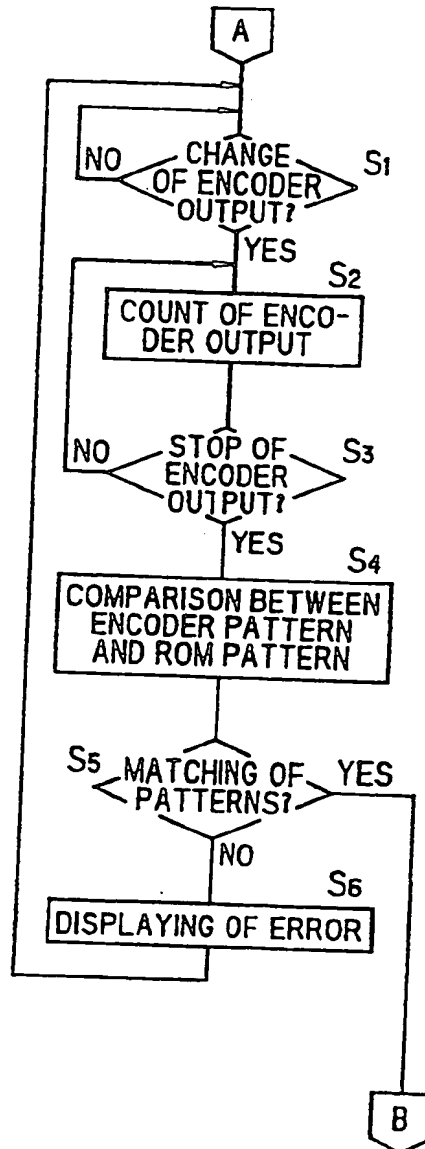 A
CHANGE
NO OF ENCODER S1
OUTPUT?
YES
S2
COUNT OF ENCO-
DER OUTPUT
NO STOP OF S3
ENCODER
OUTPUT?
YES
S4
COMPARISON BETWEEN
ENCODER PATTERN
AND ROM PATTERN
S5 MATCHING OF YES
PATTERNS?
NO
S6
DISPLAYING OF ERROR
B